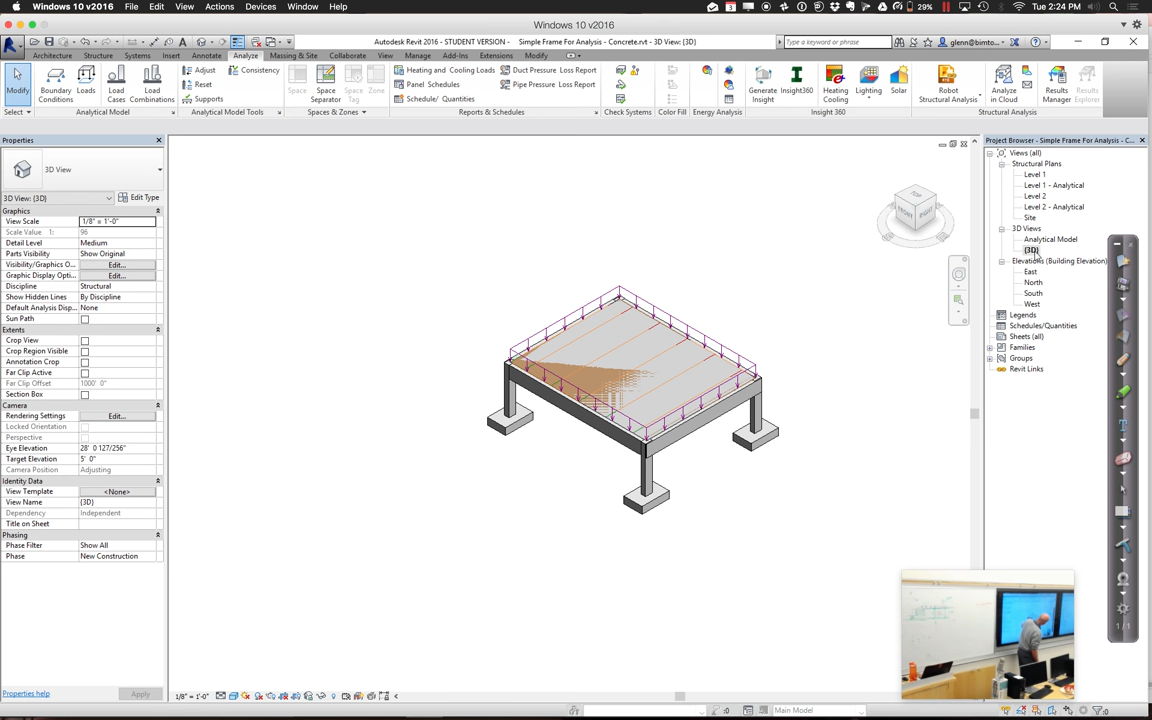 Windows 10 v2016 File Edit View Actions Devices Window Help 29% Tue 2:24 PM Glenn
Windows 10 v2016
Autodesk Revit 2016 - STUDENT VERSION - Simple Frame For Analysis - Concrete.rvt - 3D View: {3D} Type a keyword or phrase glenn@bimto...
Architecture Structure Systems Insert Annotate Analyze Massing & Site Collaborate View Manage Add-Ins Extensions Modify
Modify Boundary Conditions Loads Load Cases Load Combinations Adjust Reset Supports Consistency Space Space Separator Space Tag Zone Heating and Cooling Loads Panel Schedules Schedule/ Quantities Duct Pressure Loss Report Pipe Pressure Loss Report Generate Insight Insight360 Heating Cooling Lighting Solar Robot Structural Analysis Analyze in Cloud Results Manager Results Explorer
Select Analytical Model Analytical Model Tools Spaces & Zones Reports & Schedules Check Systems Color Fill Energy Analysis Insight 360 Structural Analysis
Properties
3D View
3D View: {3D} Edit Type
Graphics
View Scale 1/8" = 1'-0"
Scale Value 1: 96
Detail Level Medium
Parts Visibility Show Original
Visibility/Graphics O... Edit...
Graphic Display Opti... Edit...
Discipline Structural
Show Hidden Lines By Discipline
Default Analysis Disp... None
Sun Path
Extents
Crop View
Crop Region Visible
Annotation Crop
Far Clip Active
Far Clip Offset 1000' 0"
Section Box
Camera
Rendering Settings Edit...
Locked Orientation
Perspective
Eye Elevation 28' 0 127/256"
Target Elevation 5' 0"
Camera Position Adjusting
Identity Data
View Template <None>
View Name {3D}
Dependency Independent
Title on Sheet
Phasing
Phase Filter Show All
Phase New Construction
Properties help Apply
TOP
FRONT RIGHT
Project Browser - Simple Frame For Analysis - C...
Views (all)
Structural Plans
Level 1
Level 1 - Analytical
Level 2
Level 2 - Analytical
Site
3D Views
Analytical Model
{3D}
Elevations (Building Elevation)
East
North
South
West
Legends
Schedules/Quantities
Sheets (all)
Families
Groups
Revit Links
1/1
1/8" = 1'-0"
:0 Main Model :0